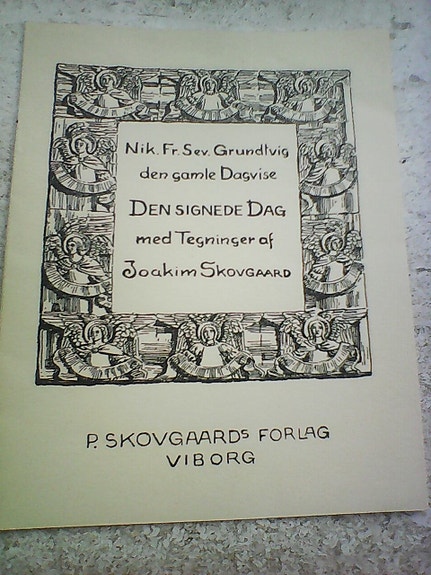 Nik. Fr. Sev. Grundtvig
den gamle Dagvise
DEN SIGNEDE DAG
med Tegninger af
JOAKIM SKOVGAARD
P. SKOVGAARDS FORLAG
VIBORG